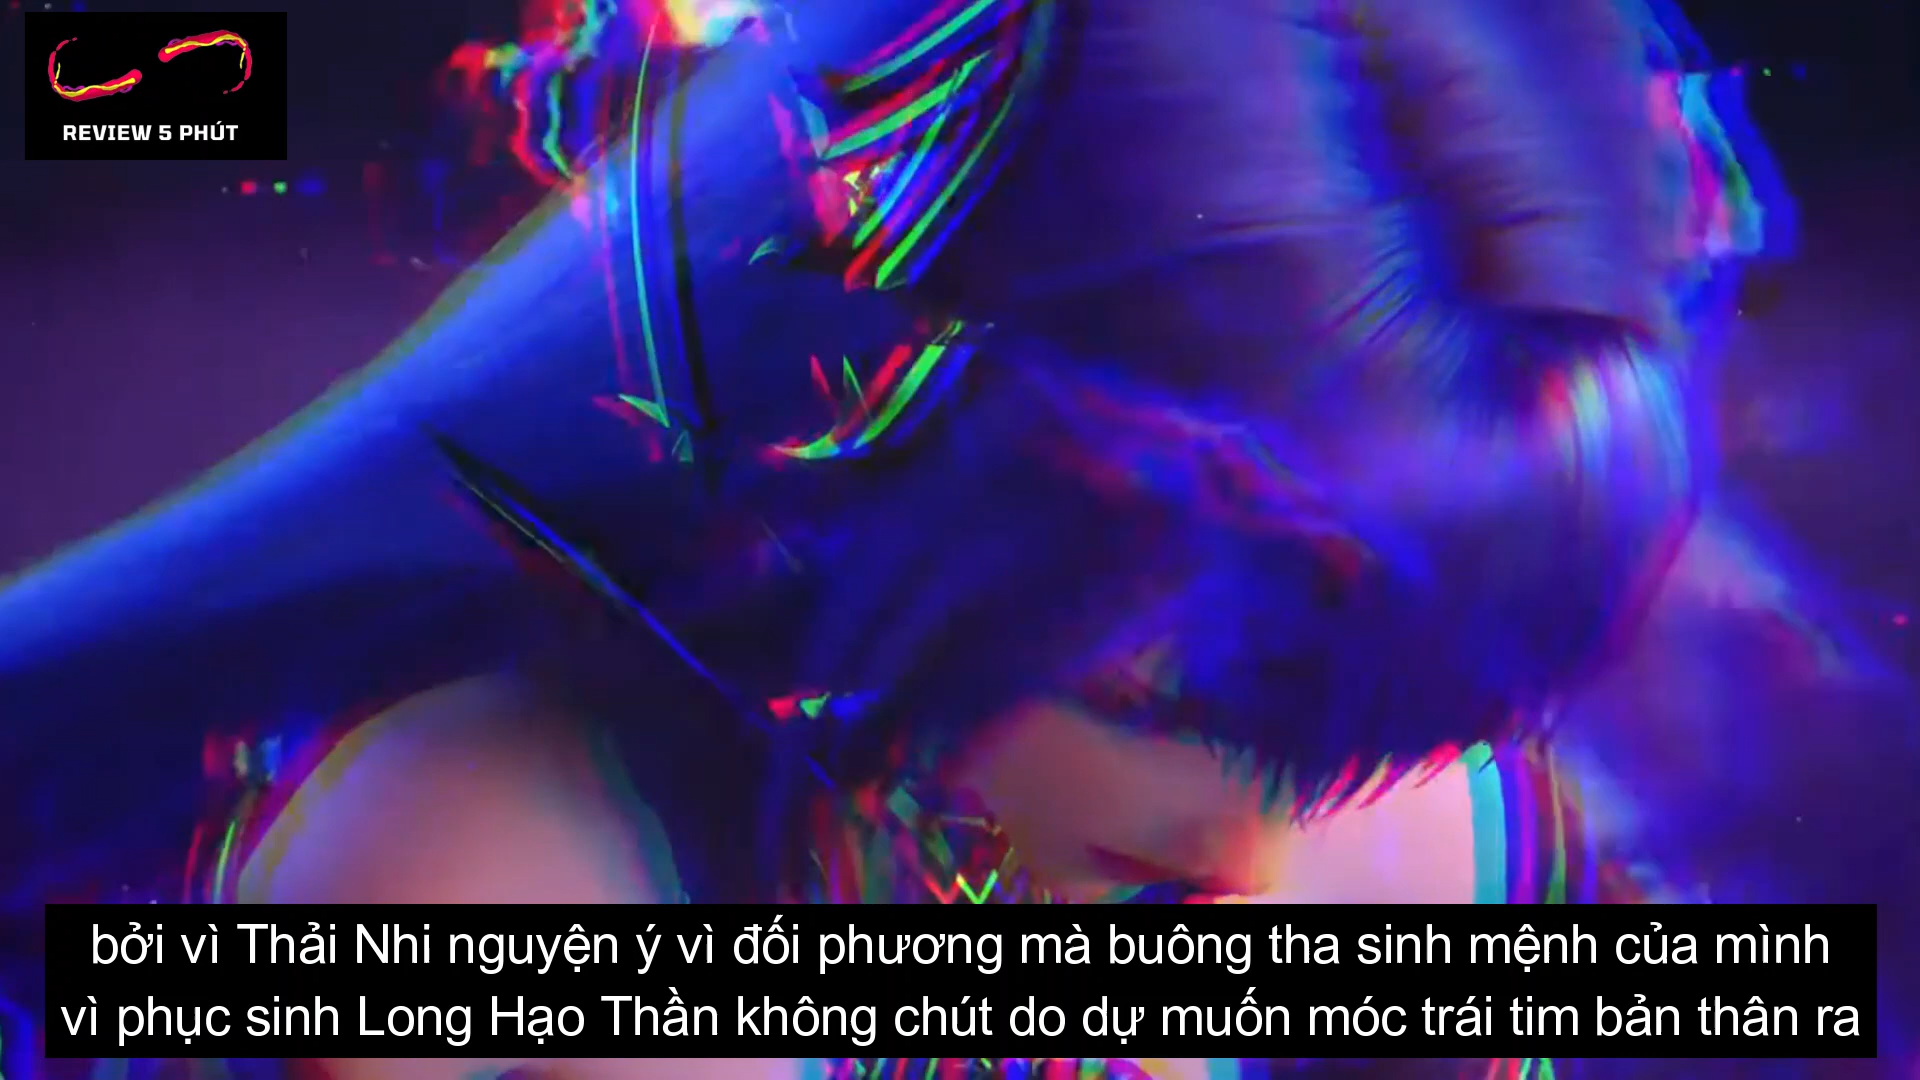 REVIEW 5 PHÚT
bởi vì Thải Nhi nguyện ý vì đối phương mà buông tha sinh mệnh của mình
vì phục sinh Long Hạo Thần không chút do dự muốn móc trái tim bản thân ra